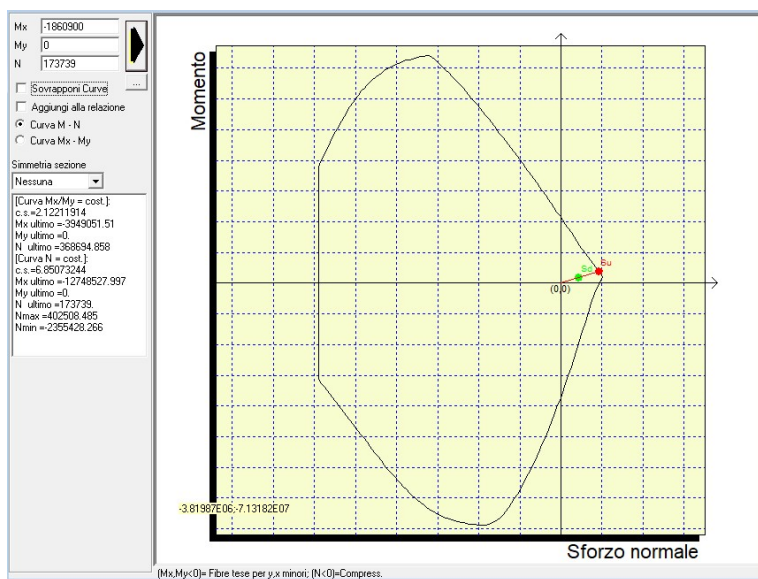 Mx -1860900
My 0
N 173739
...
Sovrapponi Curve
Aggiungi alla relazione
Curva M - N
Curva Mx - My
Simmetria sezione
Nessuna
[Curva Mx/My = cost.]:
c.s.=2.12211914
Mx ultimo =-3949051.51
My ultimo =0.
N ultimo =368694.858
[Curva N = cost.]:
c.s.=6.85073244
Mx ultimo =-12748527.997
My ultimo =0.
N ultimo =173739.
Nmax =402508.485
Nmin =-2355428.266
Momento
Sd
Su
(0,0)
-3.81987E06;-7.13182E07
Sforzo normale
(Mx,My<0)= Fibre tese per y,x minori; (N<0)=Compress.